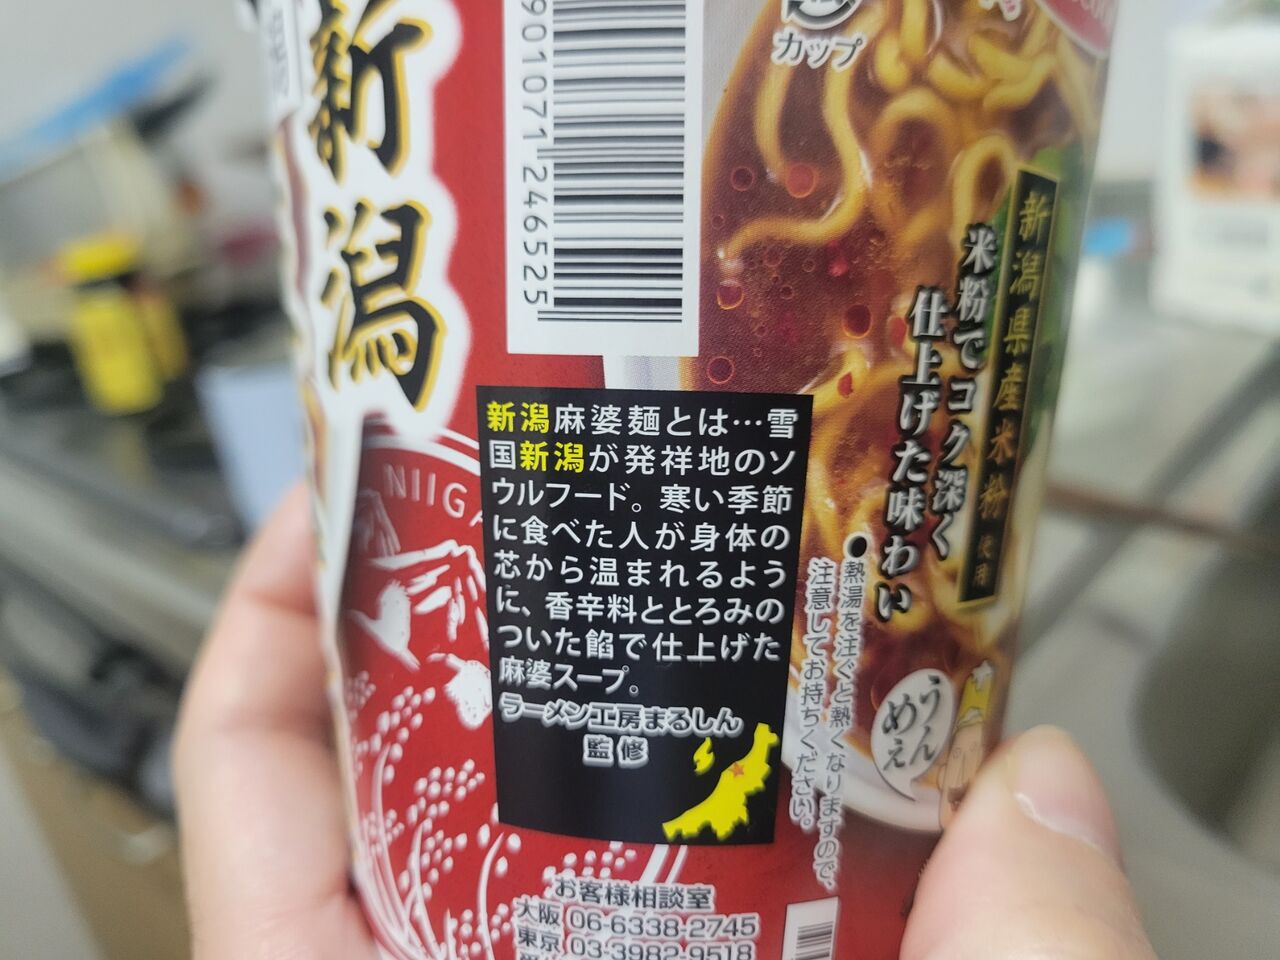 新潟
9010711246525
カップ
新潟県産米粉使用
米粉でコク深く
仕上げた味わい
新潟麻婆麺とは…雪
国新潟が発祥地のソ
ウルフード。寒い季節
に食べた人が身体の
芯から温まれるよう
に、香辛料ととろみの
ついた餡で仕上げた
麻婆スープ。
ラーメン工房まるしん
監修
●熱湯を注ぐと熱くなりますので、
注意してお持ちください。
うん
めぇ
NIIGA
お客様相談室
大阪 06-6338-2745
東京 03-3982-9518